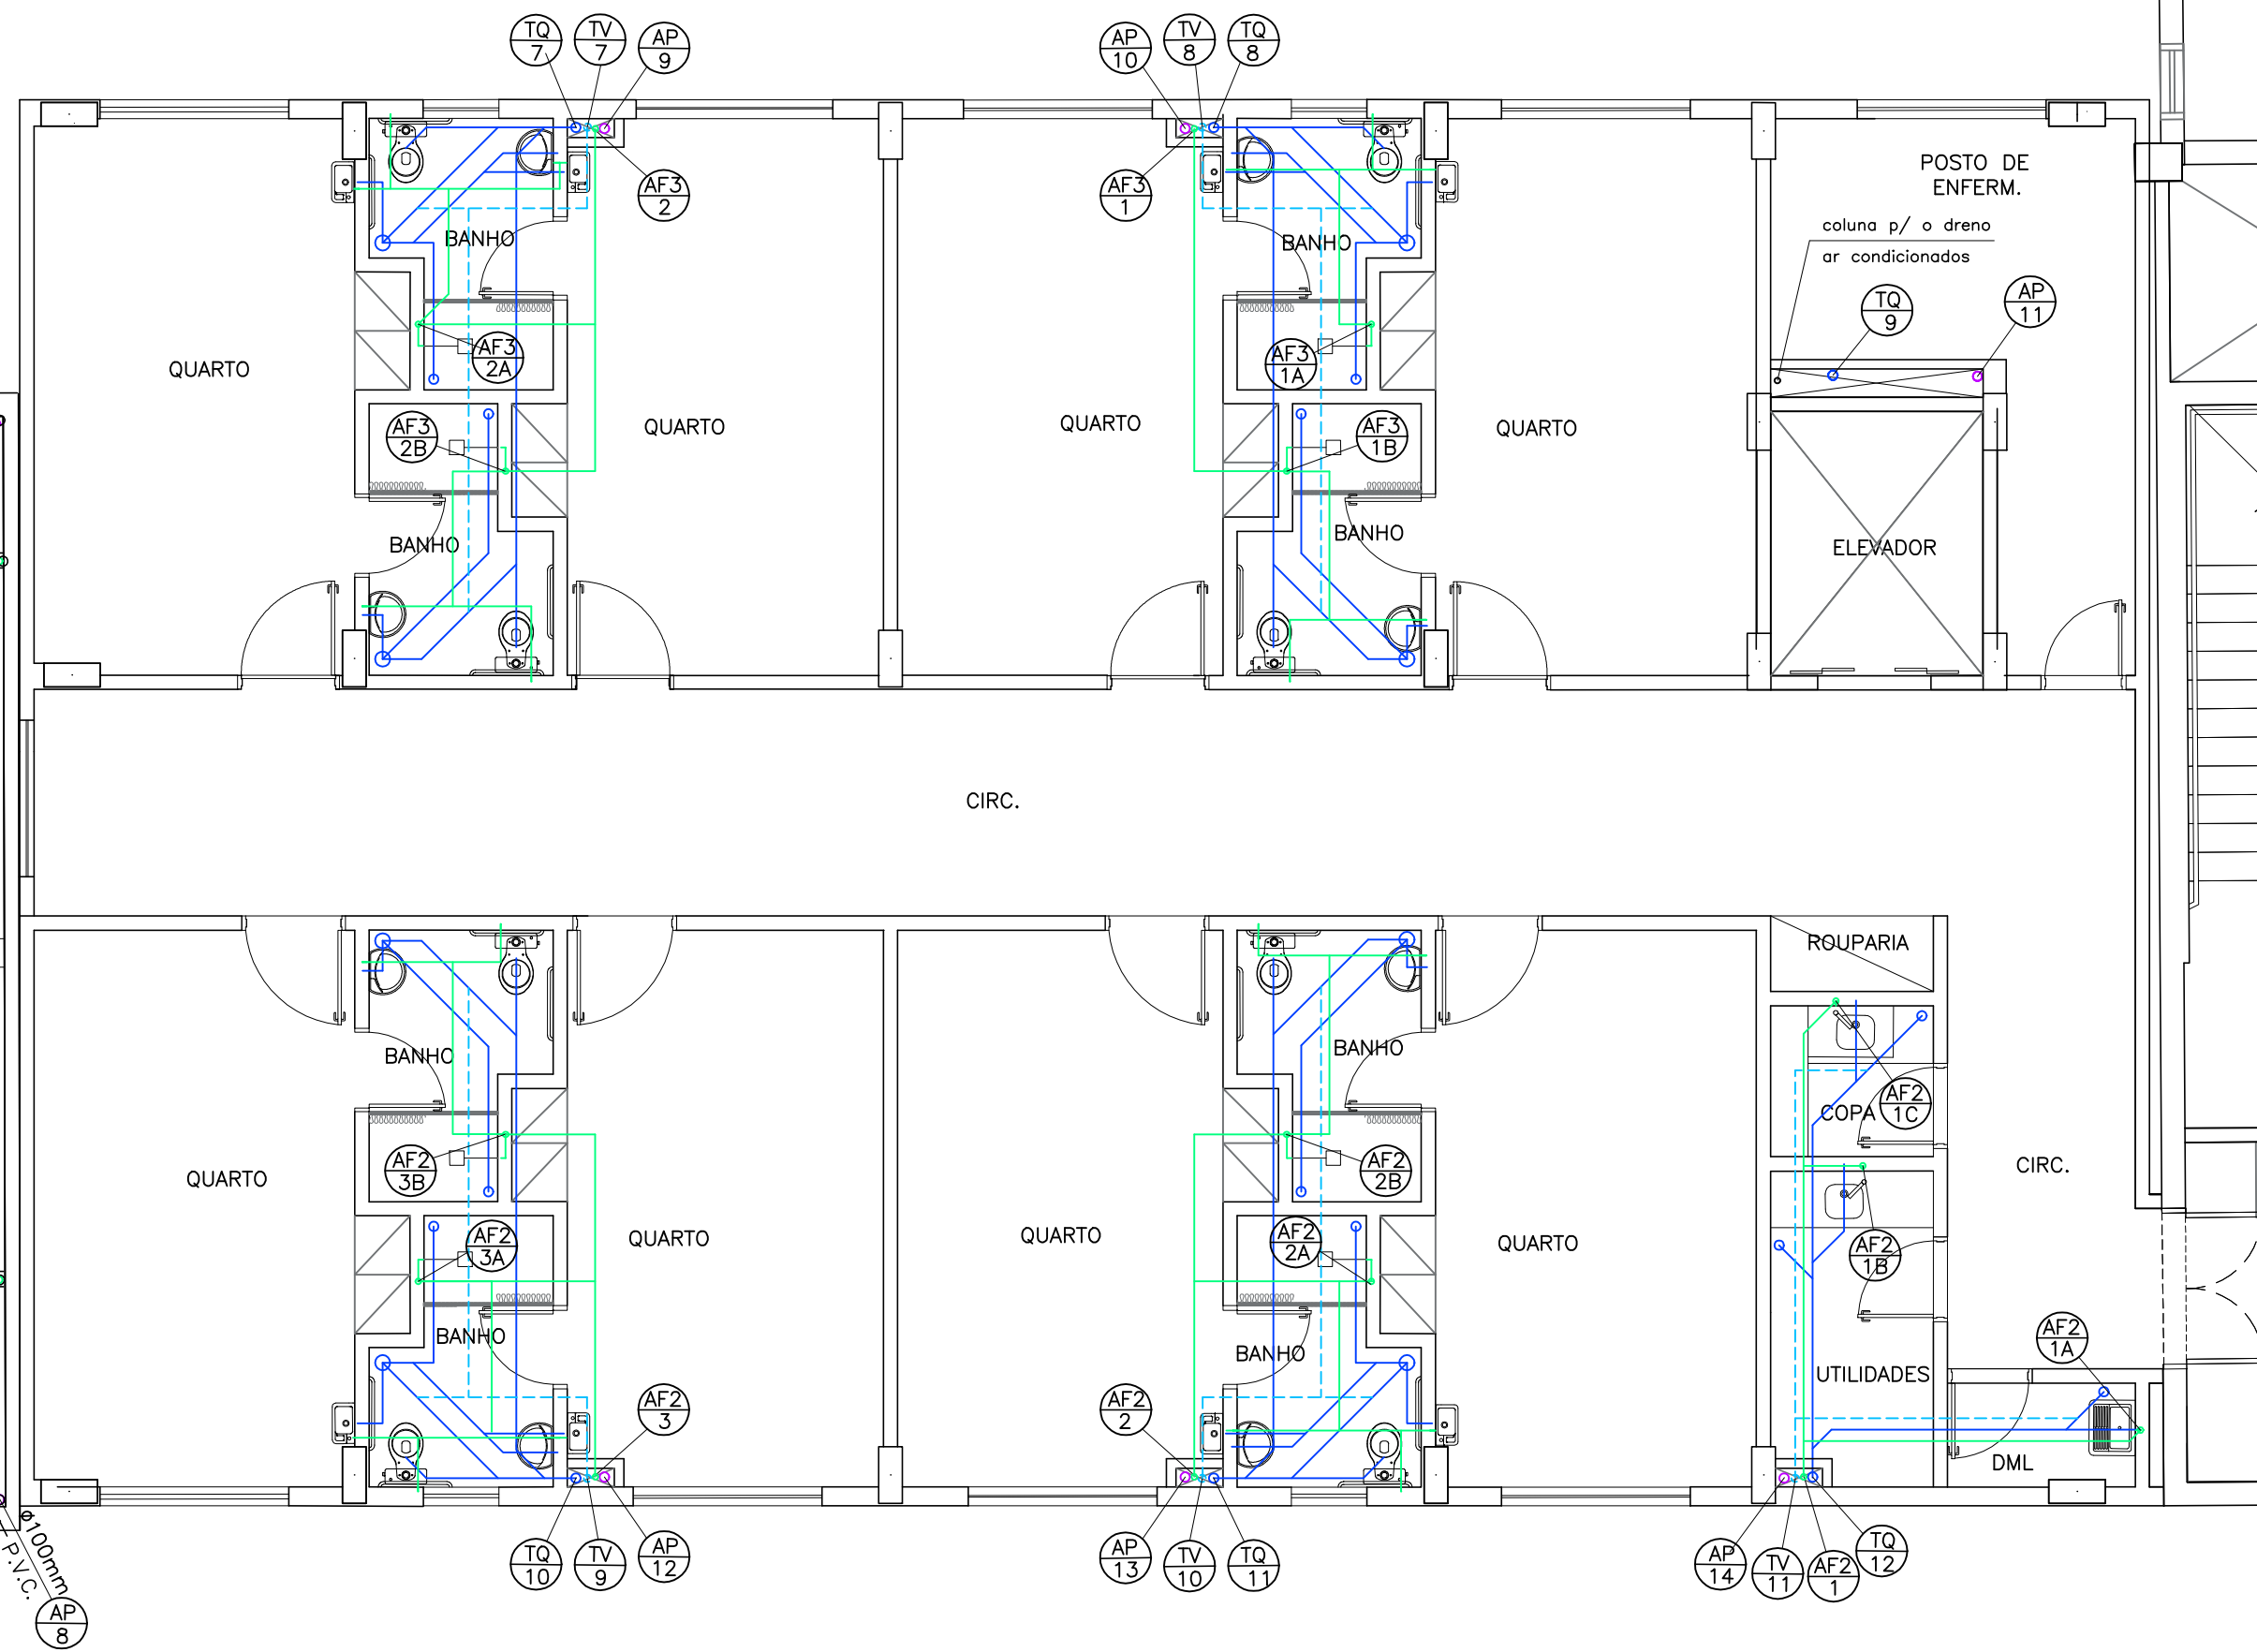 TQ
7
TV
7
AP
9
AP
10
TV
8
TQ
8
AF3
2
AF3
1
POSTO DE
ENFERM.
coluna p/ o dreno
ar condicionados
BANHO
BANHO
TQ
9
AP
11
AF3
2A
AF3
1A
QUARTO
QUARTO
QUARTO
QUARTO
AF3
2B
AF3
1B
BANHO
BANHO
ELEVADOR
CIRC.
ROUPARIA
BANHO
BANHO
COPA
AF2
1C
AF2
3B
AF2
2B
CIRC.
QUARTO
QUARTO
QUARTO
QUARTO
AF2
3A
AF2
2A
AF2
1B
BANHO
BANHO
AF2
1A
UTILIDADES
AF2
3
AF2
2
DML
TQ
10
TV
9
AP
12
AP
13
TV
10
TQ
11
AP
14
TV
11
AF2
1
TQ
12
ø100mm
P.V.C.
AP
8